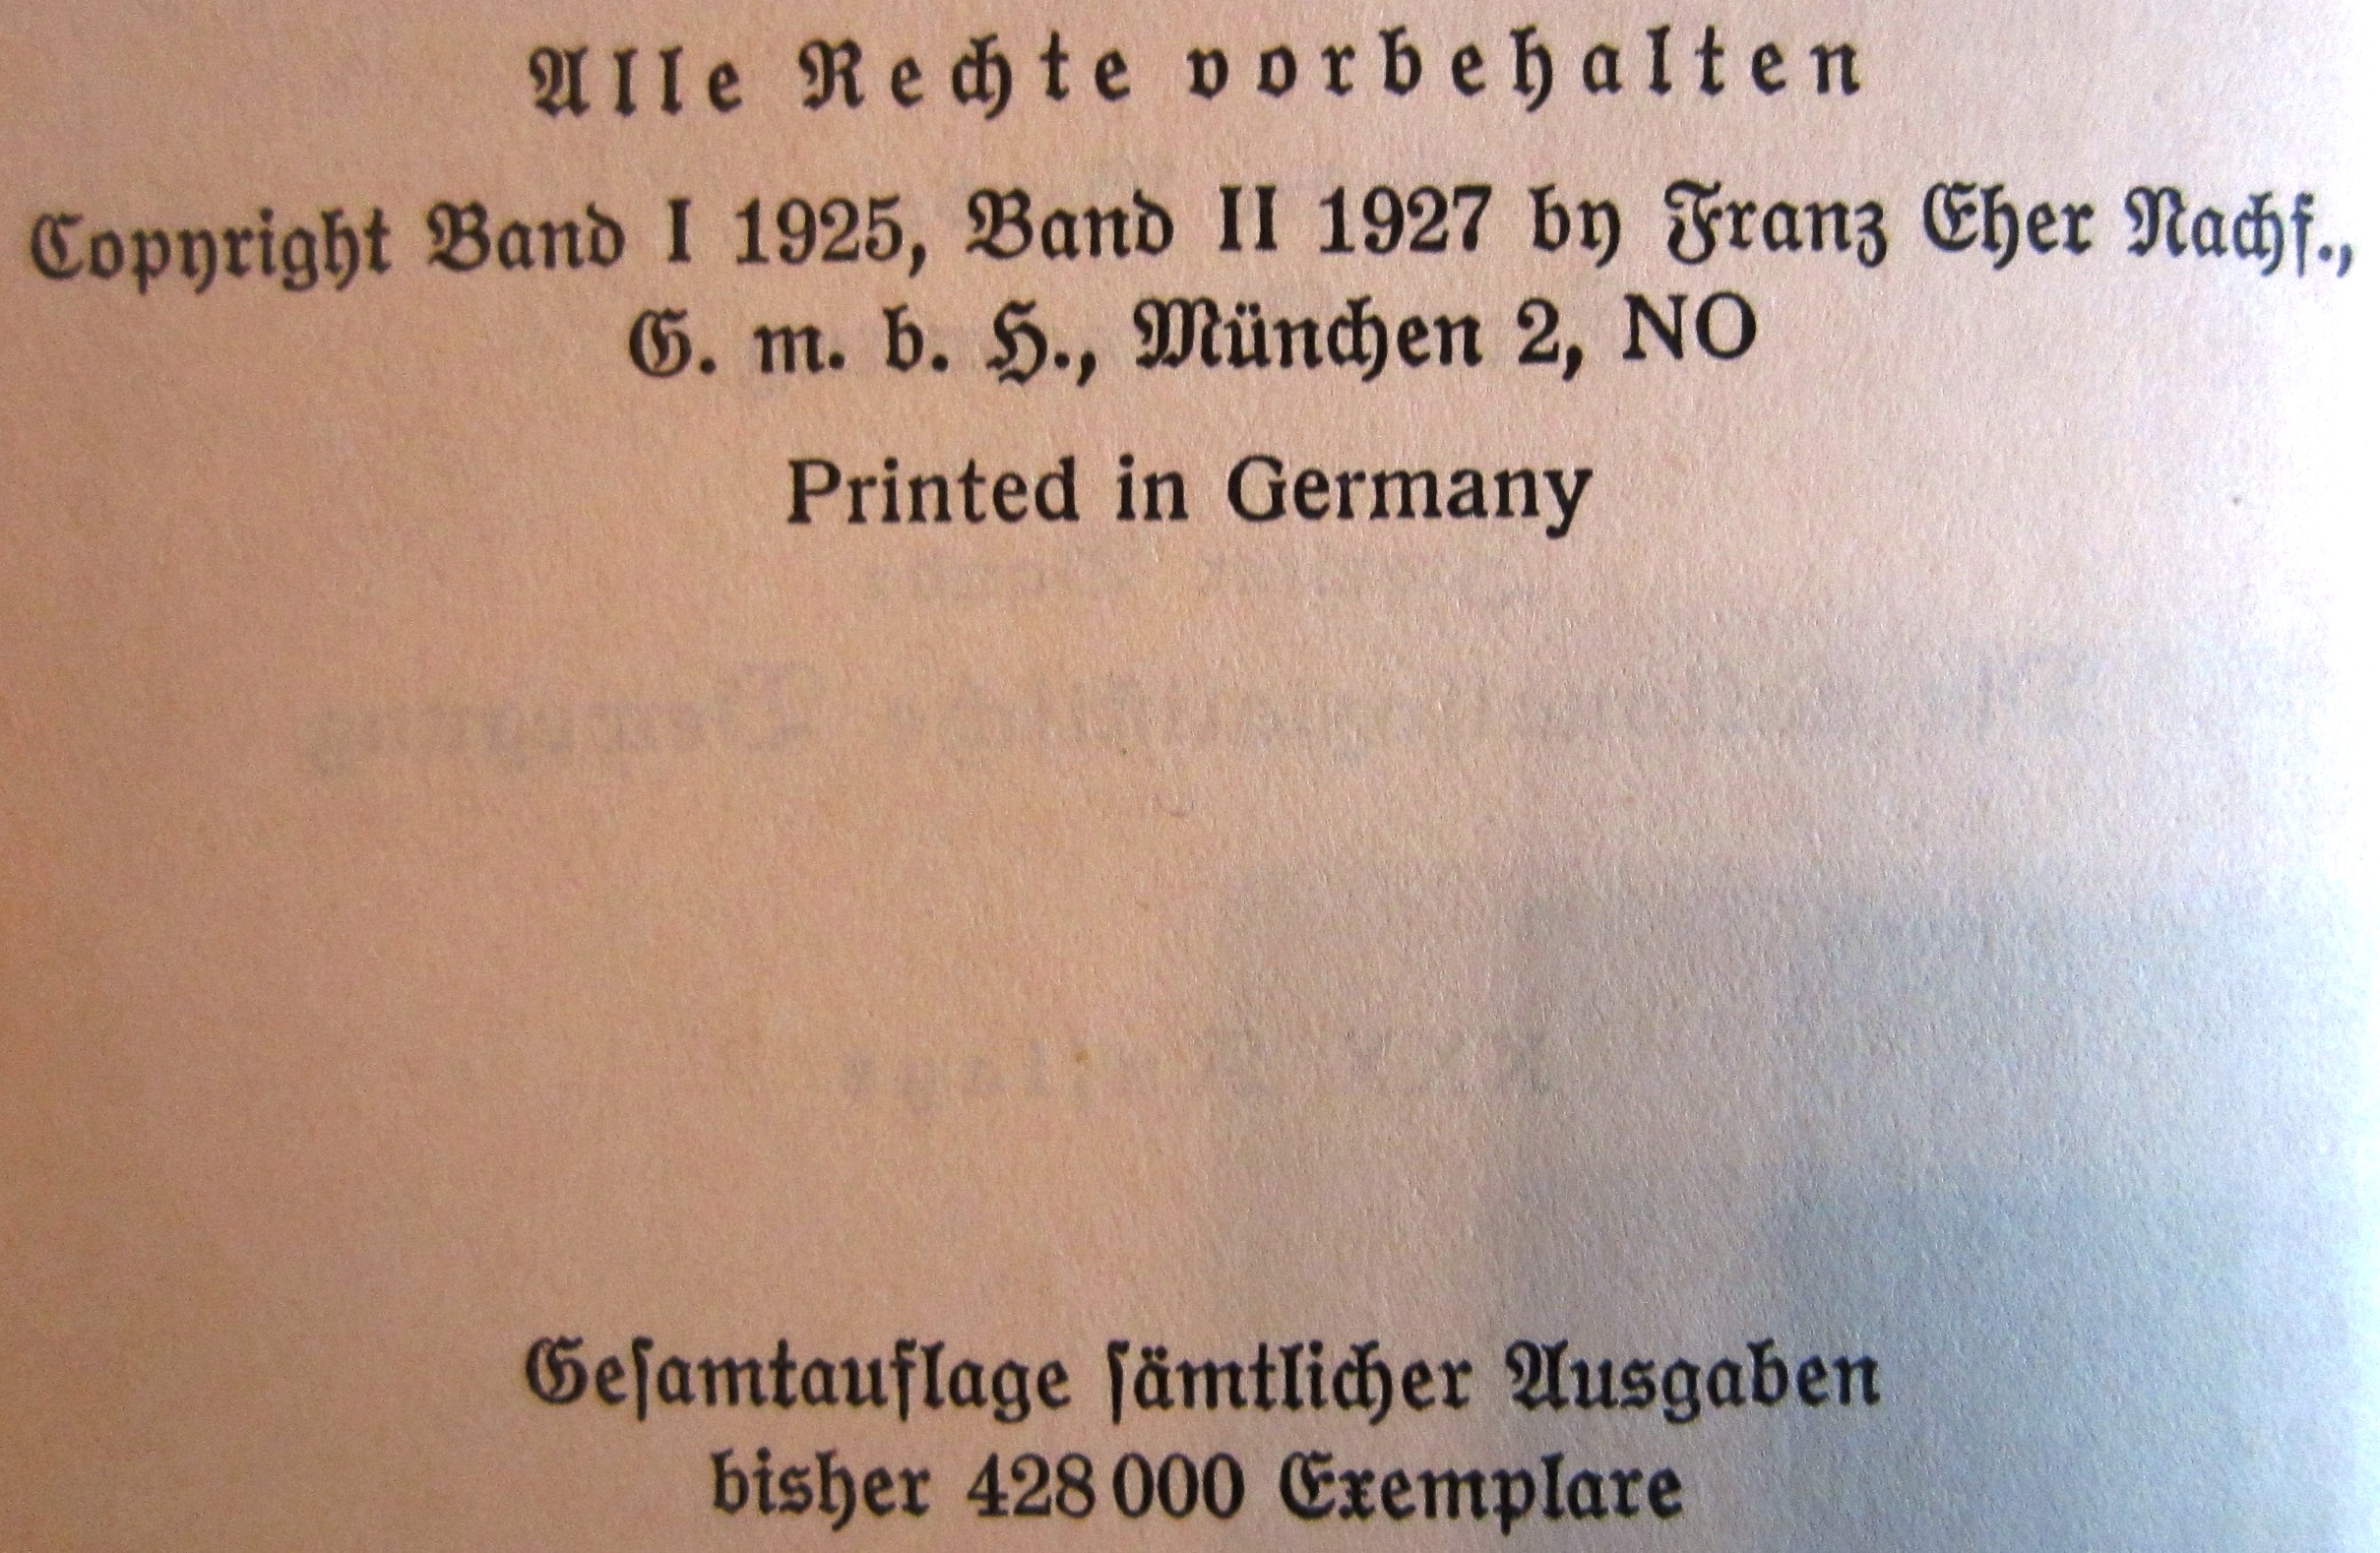 Alle Rechte vorbehalten
Copyright Band I 1925, Band II 1927 by Franz Eher Nachf.,
G. m. b. H., München 2, NO
Printed in Germany
Geſamtauflage ſämtlicher Ausgaben
bisher 428 000 Exemplare